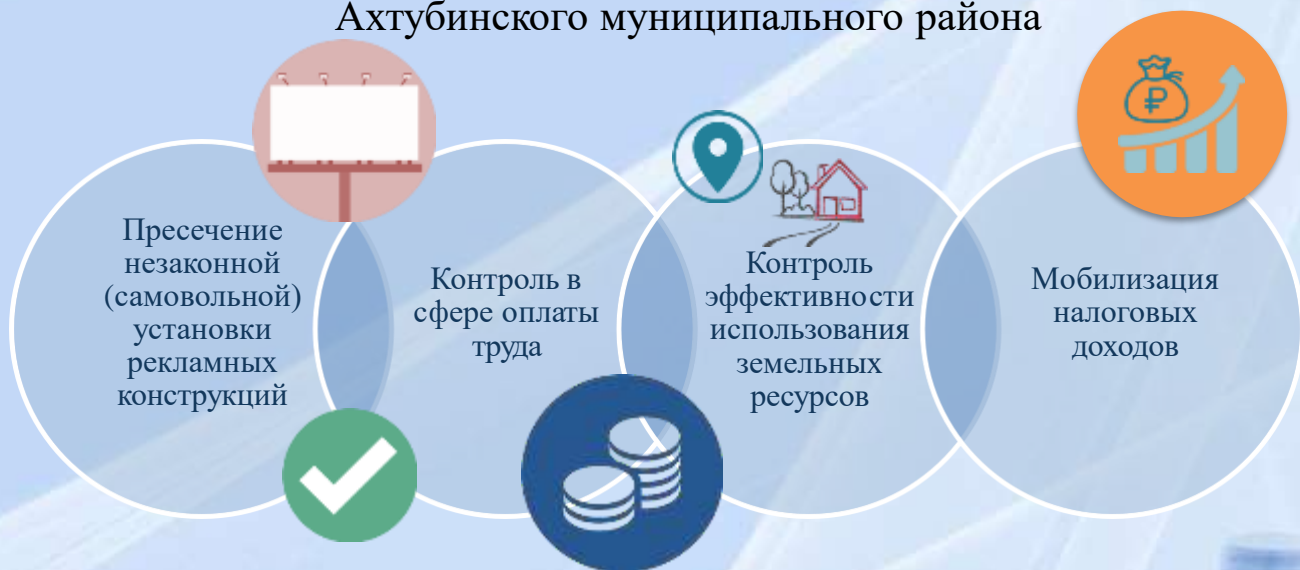 Ахтубинского муниципального района
Пресечение
незаконной
(самовольной)
установки
рекламных
конструкций
Контроль в
сфере оплаты
труда
Контроль
эффективности
использования
земельных
ресурсов
Мобилизация
налоговых
доходов